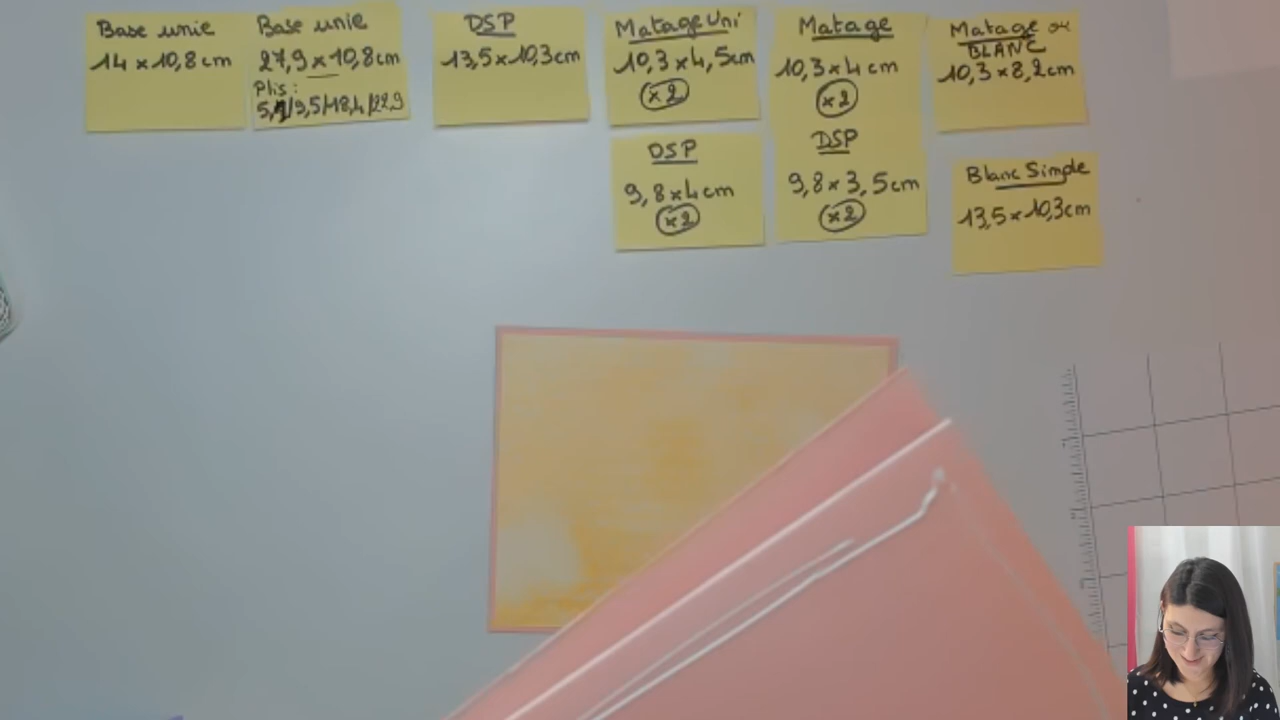 Base unie
14 x 10,8 cm
Base unie
27,9 x 10,8 cm
Plis :
5,1/9,5/18,4/22,9
DSP
13,5 x 10,3 cm
Matage Uni
10,3 x 4,5 cm
x2
DSP
9,8 x 4 cm
x2
Matage
10,3 x 4 cm
x2
DSP
9,8 x 3,5 cm
x2
Matage ou
BLANC
10,3 x 8,2 cm
Blanc Simple
13,5 x 10,3 cm